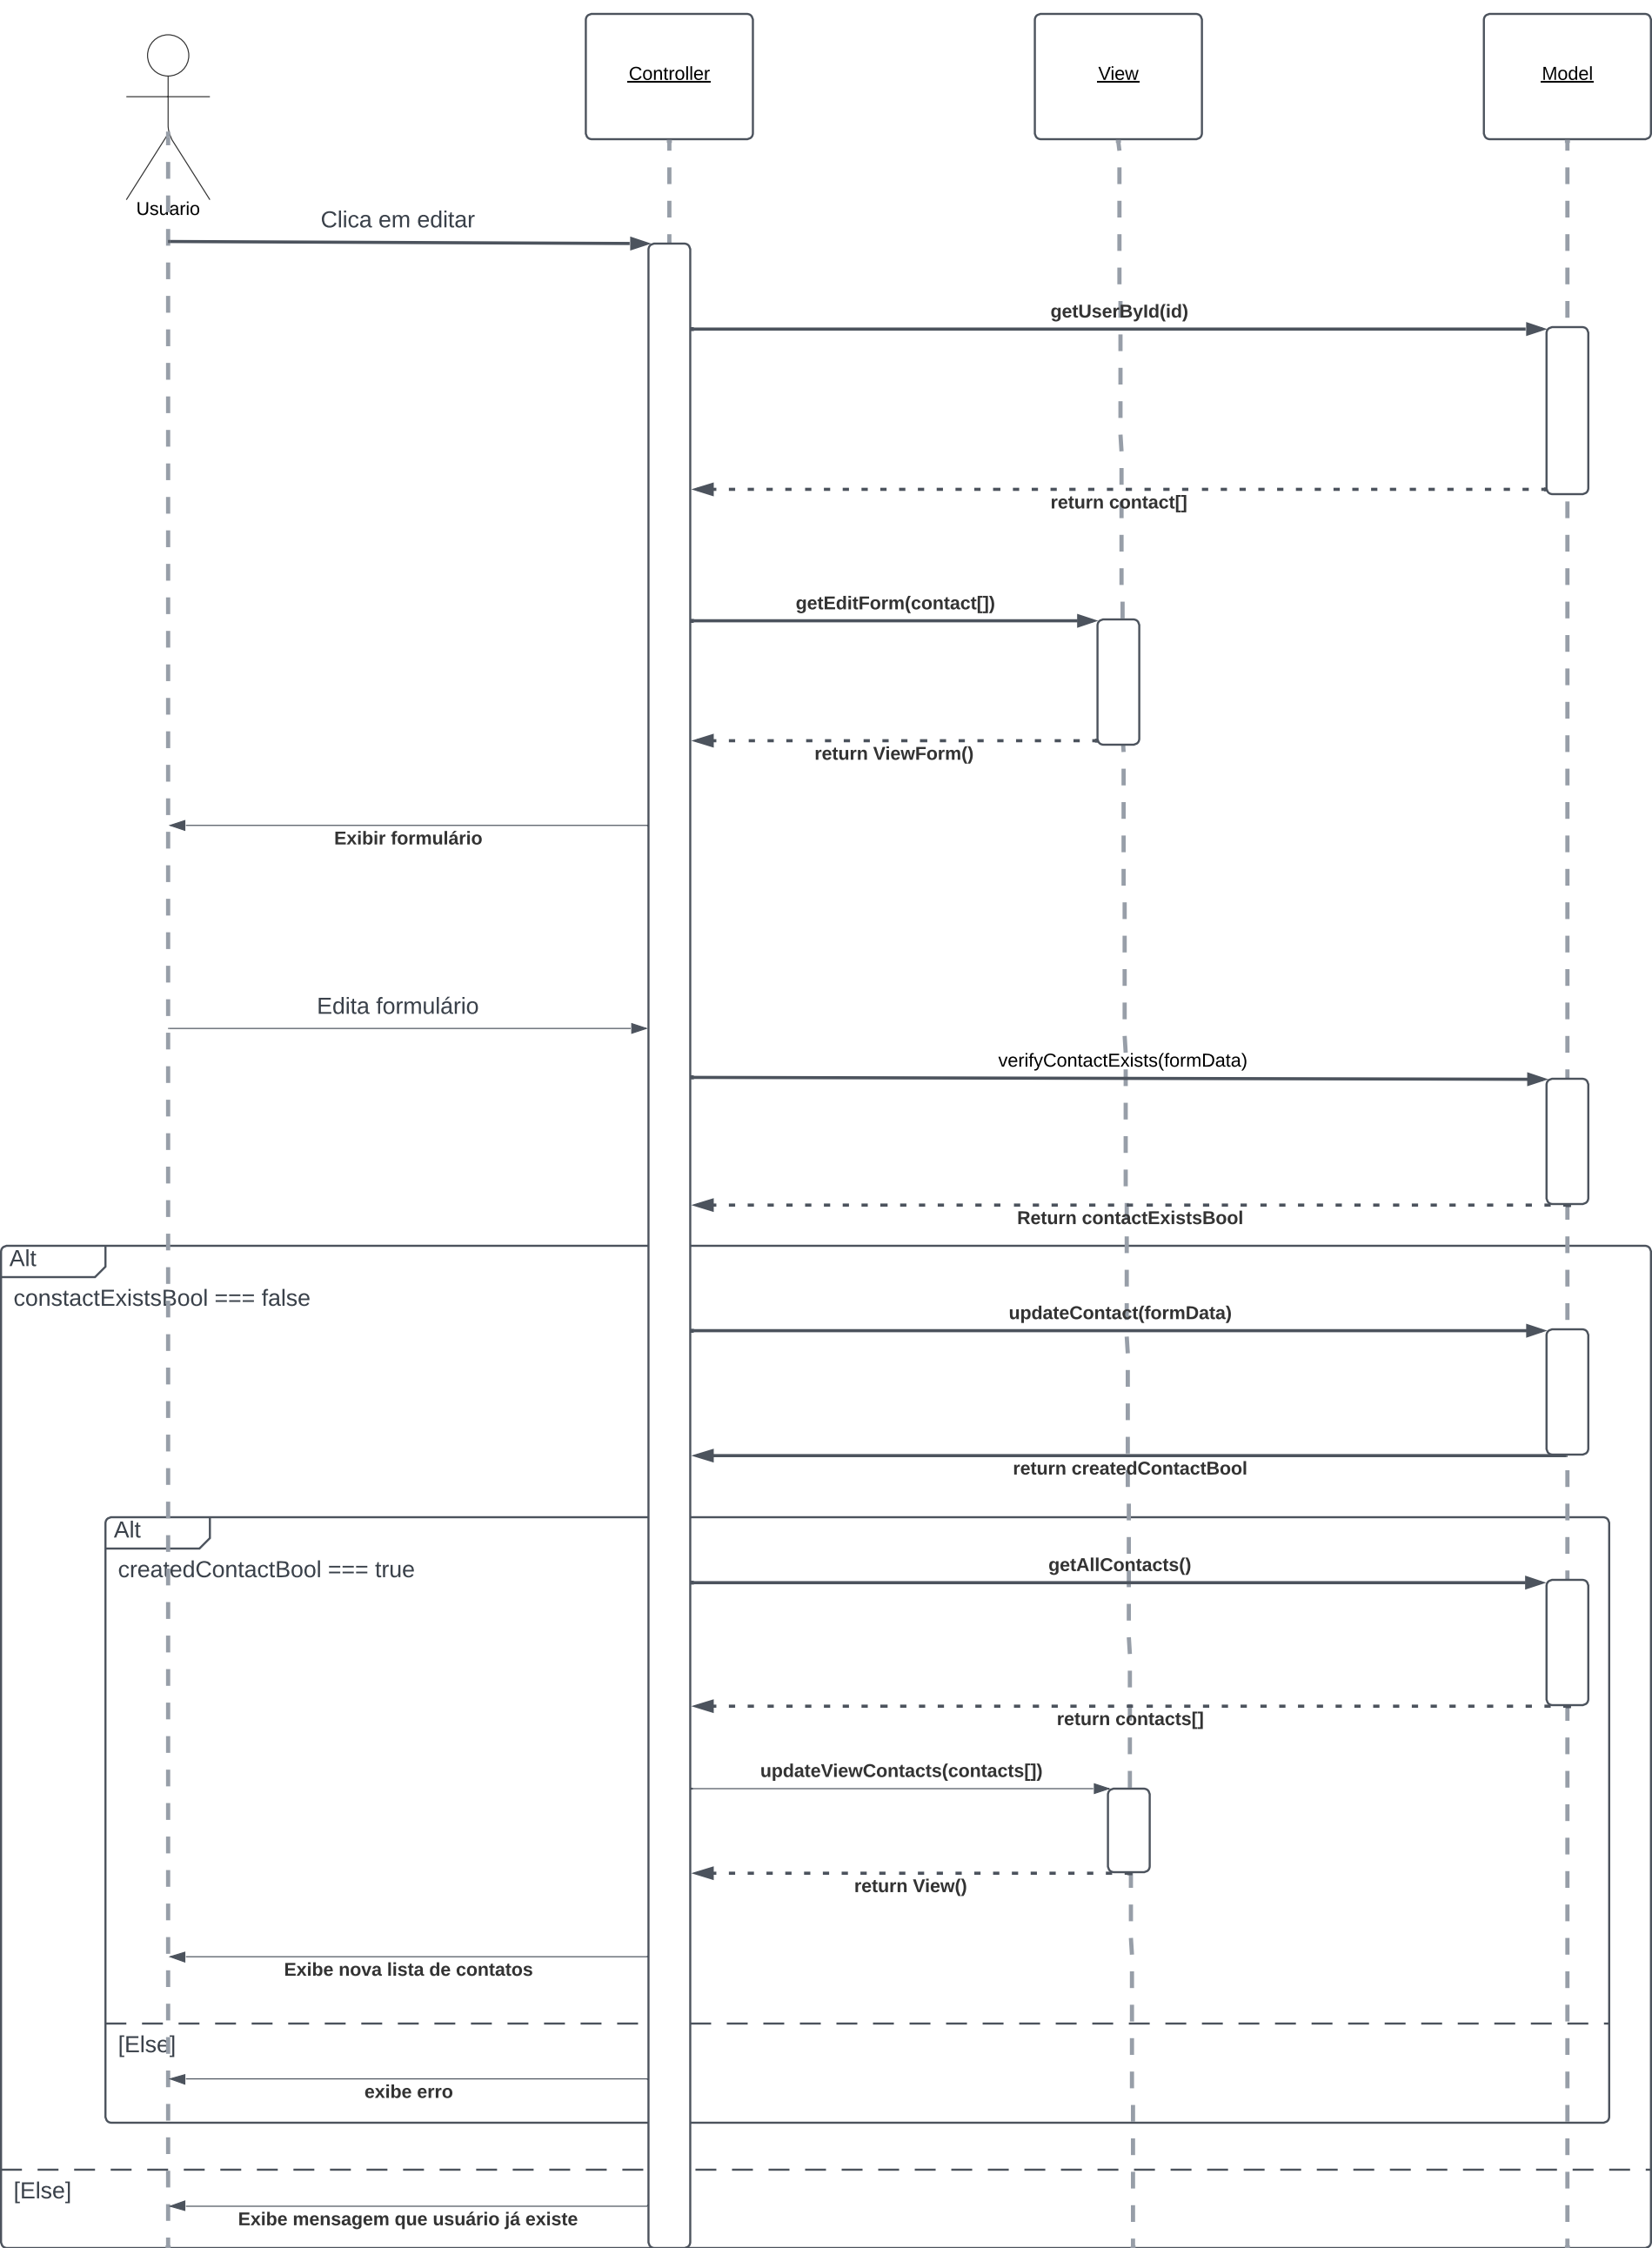 Controller
View
Model
Usuario
Clica em editar
getUserById(id)
return contact[]
getEditForm(contact[])
return ViewForm()
Exibir formulário
Edita formulário
verifyContactExists(formData)
Return contactExistsBool
Alt
constactExistsBool === false
updateContact(formData)
return createdContactBool
Alt
createdContactBool === true
getAllContacts()
return contacts[]
updateViewContacts(contacts[])
return View()
Exibe nova lista de contatos
[Else]
exibe erro
[Else]
Exibe mensagem que usuário já existe